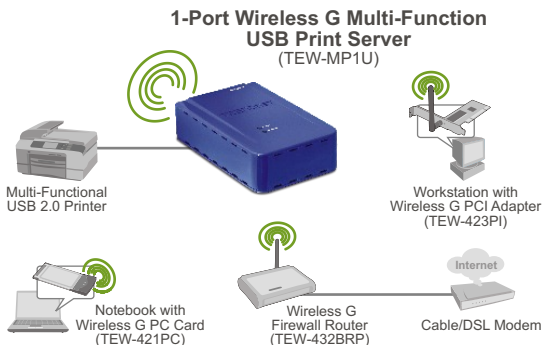 1-Port Wireless G Multi-Function
USB Print Server
(TEW-MP1U)
Multi-Functional
USB 2.0 Printer
Workstation with
Wireless G PCI Adapter
(TEW-423PI)
Notebook with
Wireless G PC Card
(TEW-421PC)
Wireless G
Firewall Router
(TEW-432BRP)
Internet
Cable/DSL Modem